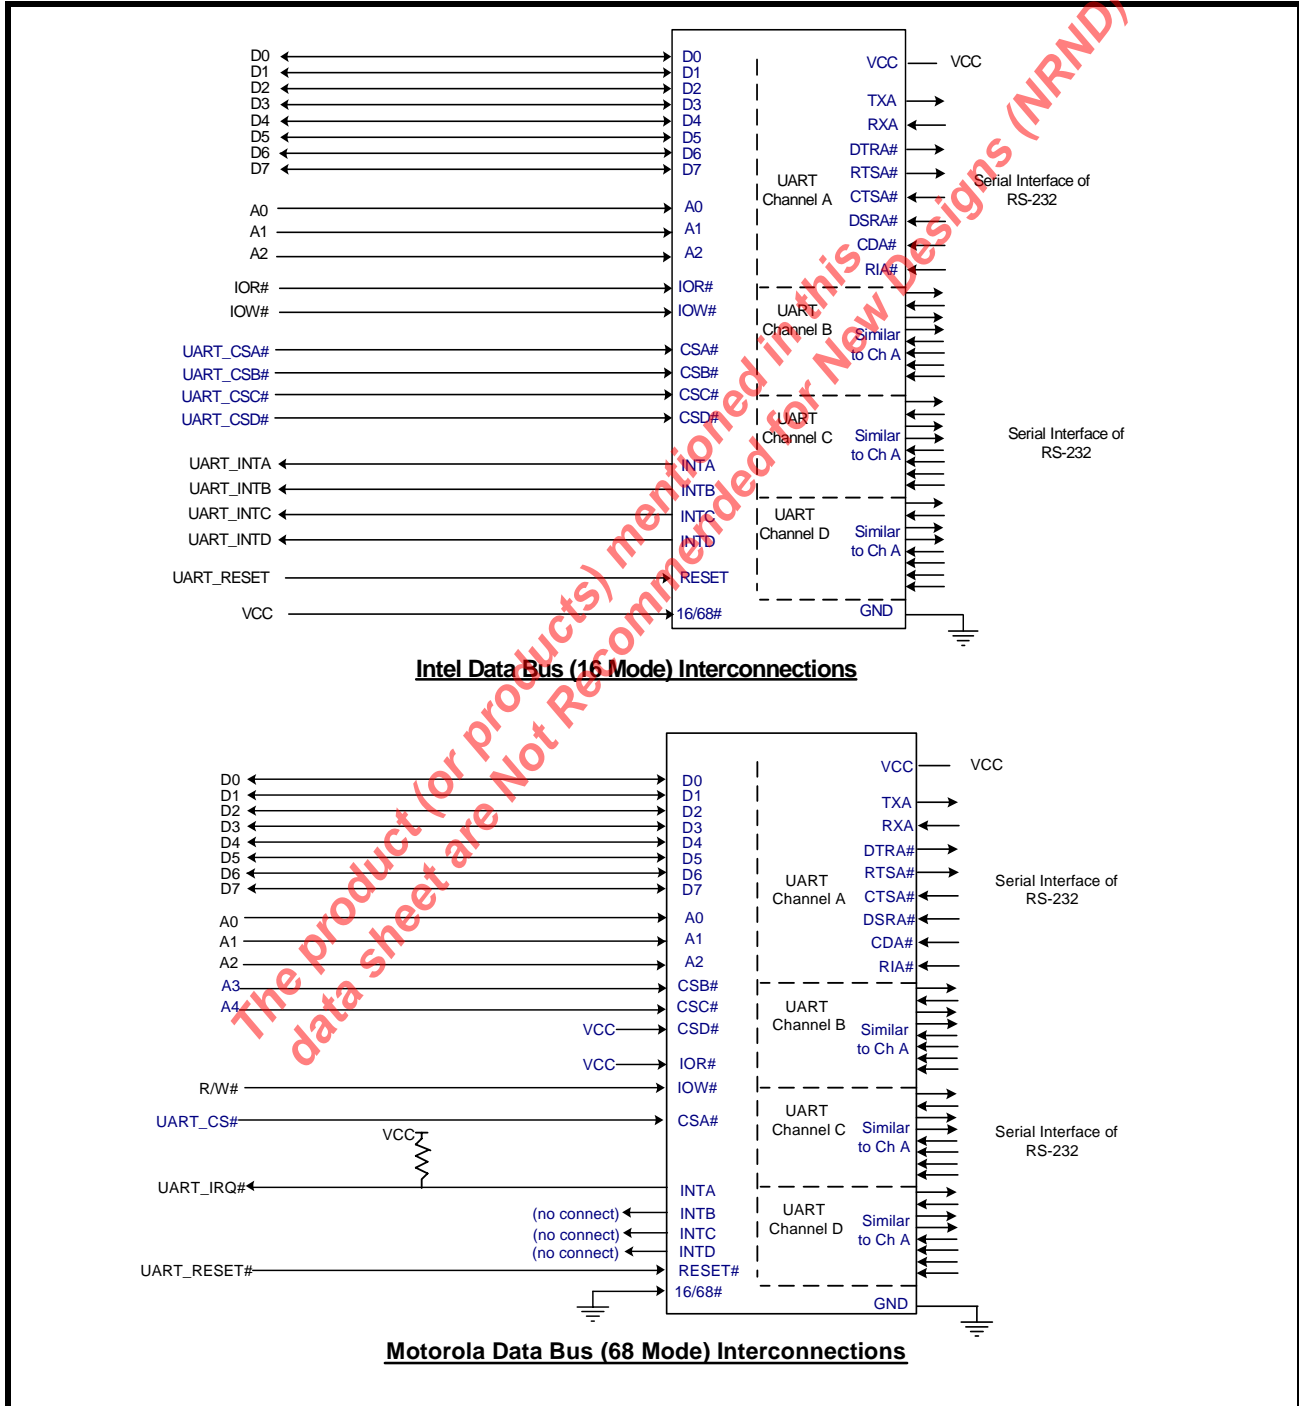 D0 D0
D1 D1
D2 D2
D3 D3
D4 D4
D5 D5
D6 D6
D7 D7
A0 A0
A1 A1
A2 A2
IOR# IOR#
IOW# IOW#
UART_CSA# CSA#
UART_CSB# CSB#
UART_CSC# CSC#
UART_CSD# CSD#
UART_INTA INTA
UART_INTB INTB
UART_INTC INTC
UART_INTD INTD
UART_RESET RESET
VCC 16/68#
UART
Channel A
UART
Channel B
UART
Channel C
UART
Channel D
VCC VCC
TXA
RXA
DTRA#
RTSA#
CTSA#
DSRA#
CDA#
RIA#
Similar
to Ch A
Similar
to Ch A
Similar
to Ch A
GND
Serial Interface of
RS-232
Serial Interface of
RS-232
Intel Data Bus (16 Mode) Interconnections
D0 D0
D1 D1
D2 D2
D3 D3
D4 D4
D5 D5
D6 D6
D7 D7
A0 A0
A1 A1
A2 A2
A3 CSB#
A4 CSC#
VCC CSD#
VCC IOR#
R/W# IOW#
UART_CS# CSA#
VCC
UART_IRQ# INTA
(no connect) INTB
(no connect) INTC
(no connect) INTD
UART_RESET# RESET#
16/68#
UART
Channel A
UART
Channel B
UART
Channel C
UART
Channel D
VCC VCC
TXA
RXA
DTRA#
RTSA#
CTSA#
DSRA#
CDA#
RIA#
Similar
to Ch A
Similar
to Ch A
Similar
to Ch A
GND
Serial Interface of
RS-232
Serial Interface of
RS-232
Motorola Data Bus (68 Mode) Interconnections
The product (or products) mentioned in this
data sheet are Not Recommended for New Designs (NRND)